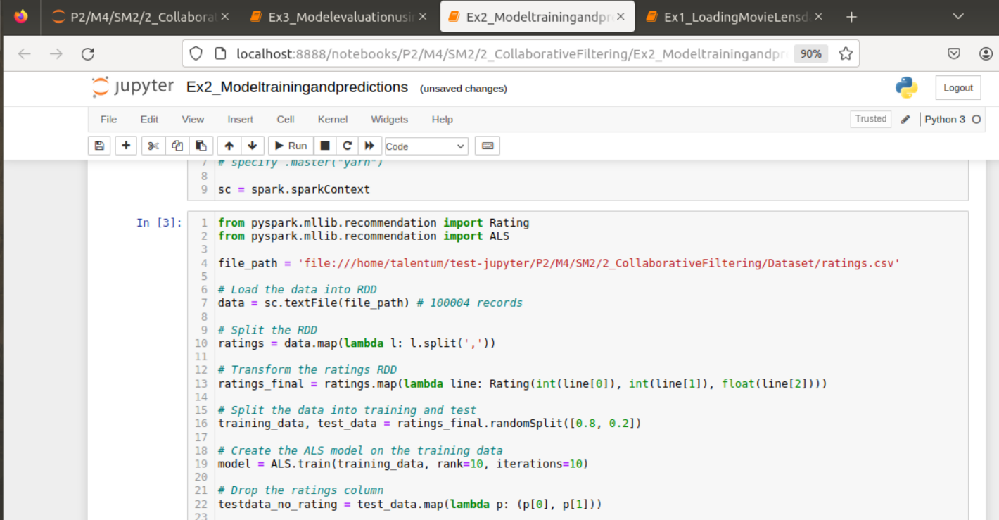 P2/M4/SM2/2_Collabora
Ex3_Modelevaluationusi
Ex2_Modeltrainingandpr
Ex1_LoadingMovieLensd
localhost:8888/notebooks/P2/M4/SM2/2_CollaborativeFiltering/Ex2_Modeltrainingandpr
90%
jupyter Ex2_Modeltrainingandpredictions (unsaved changes)
Logout
File Edit View Insert Cell Kernel Widgets Help
Trusted
Python 3
Run
Code
7 # specify .master("yarn")
8
9 sc = spark.sparkContext
In [3]:
1 from pyspark.mllib.recommendation import Rating
2 from pyspark.mllib.recommendation import ALS
3
4 file_path = 'file:///home/talentum/test-jupyter/P2/M4/SM2/2_CollaborativeFiltering/Dataset/ratings.csv'
5
6 # Load the data into RDD
7 data = sc.textFile(file_path) # 100004 records
8
9 # Split the RDD
10 ratings = data.map(lambda l: l.split(','))
11
12 # Transform the ratings RDD
13 ratings_final = ratings.map(lambda line: Rating(int(line[0]), int(line[1]), float(line[2])))
14
15 # Split the data into training and test
16 training_data, test_data = ratings_final.randomSplit([0.8, 0.2])
17
18 # Create the ALS model on the training data
19 model = ALS.train(training_data, rank=10, iterations=10)
20
21 # Drop the ratings column
22 testdata_no_rating = test_data.map(lambda p: (p[0], p[1]))
23